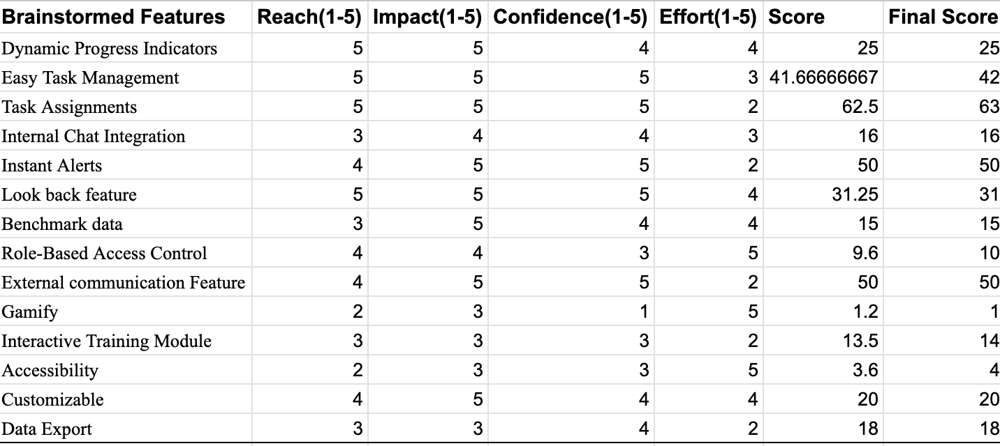 Brainstormed Features Reach(1-5) Impact(1-5) Confidence(1-5) Effort(1-5) Score Final Score
Dynamic Progress Indicators 5 5 4 4 25 25
Easy Task Management 5 5 5 3 41.66666667 42
Task Assignments 5 5 5 2 62.5 63
Internal Chat Integration 3 4 4 3 16 16
Instant Alerts 4 5 5 2 50 50
Look back feature 5 5 5 4 31.25 31
Benchmark data 3 5 4 4 15 15
Role-Based Access Control 4 4 3 5 9.6 10
External communication Feature 4 5 5 2 50 50
Gamify 2 3 1 5 1.2 1
Interactive Training Module 3 3 3 2 13.5 14
Accessibility 2 3 3 5 3.6 4
Customizable 4 5 4 4 20 20
Data Export 3 3 4 2 18 18